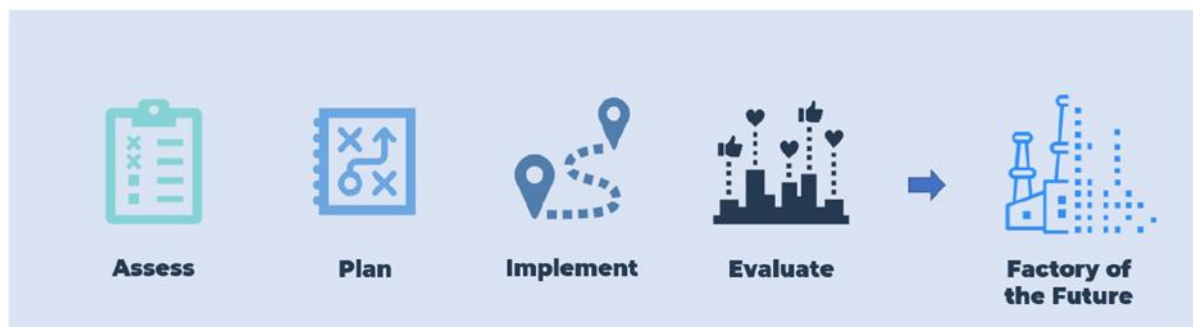 Assess
Plan
Implement
Evaluate
Factory of
the Future